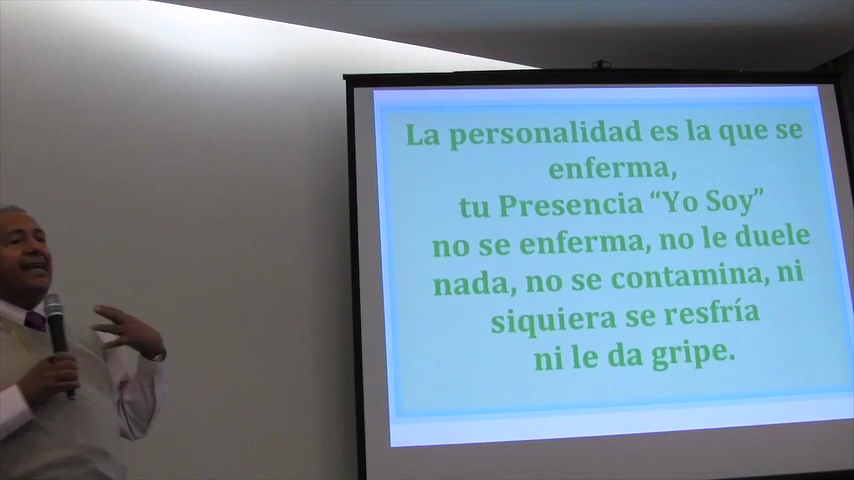 La personalidad es la que se
enferma,
tu Presencia “Yo Soy”
no se enferma, no le duele
nada, no se contamina, ni
siquiera se resfría
ni le da gripe.